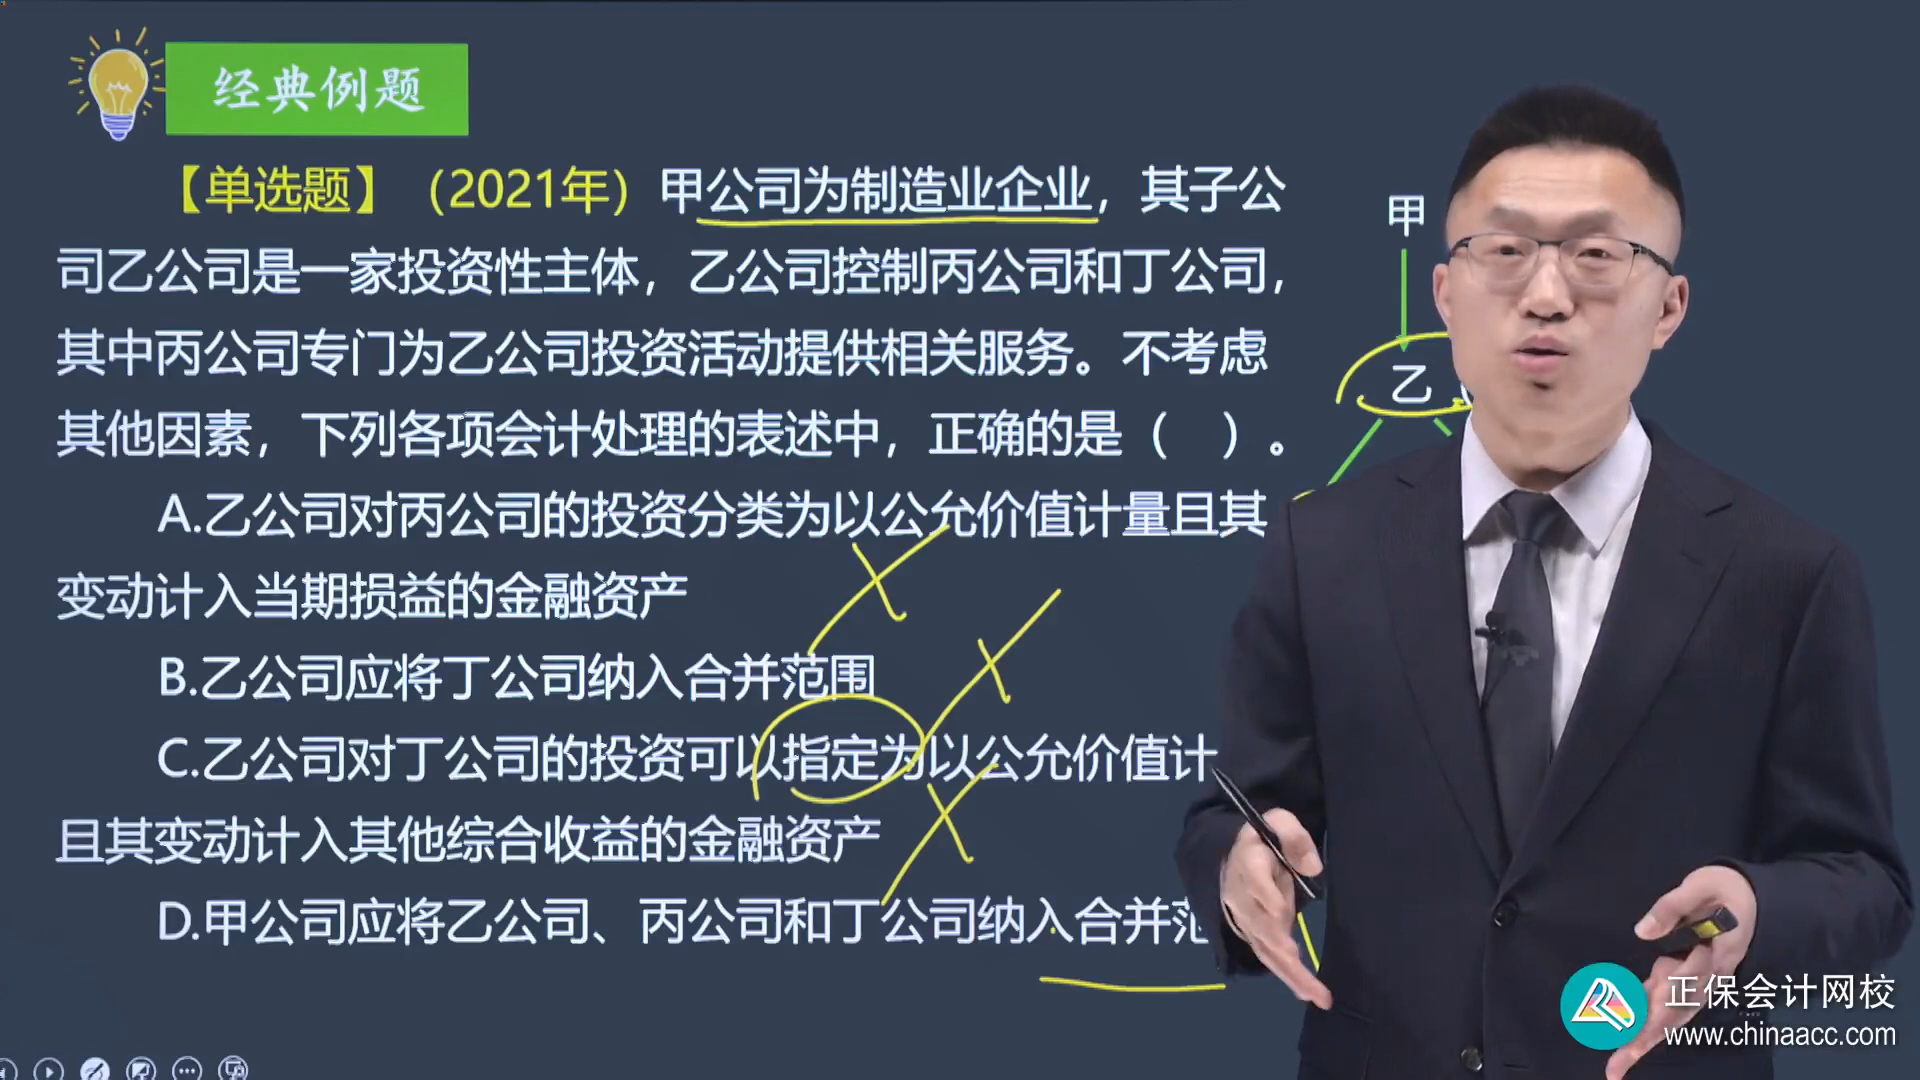 经典例题
【单选题】（2021年）甲公司为制造业企业，其子公
司乙公司是一家投资性主体，乙公司控制丙公司和丁公司，
其中丙公司专门为乙公司投资活动提供相关服务。不考虑
其他因素，下列各项会计处理的表述中，正确的是（ ）。
A.乙公司对丙公司的投资分类为以公允价值计量且其
变动计入当期损益的金融资产
B.乙公司应将丁公司纳入合并范围
C.乙公司对丁公司的投资可以指定为以公允价值计
且其变动计入其他综合收益的金融资产
D.甲公司应将乙公司、丙公司和丁公司纳入合并范
甲
乙
正保会计网校
www.chinaacc.com